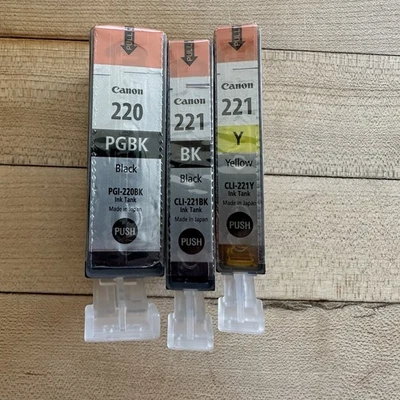 Canon
220
PGBK
Black
PGI-220BK
Ink Tank
Made in Japan
PUSH
Canon
221
BK
Black
CLI-221BK
Ink Tank
Made in Japan
PUSH
Canon
221
Y
Yellow
CLI-221Y
Ink Tank
Made in Japan
PUSH